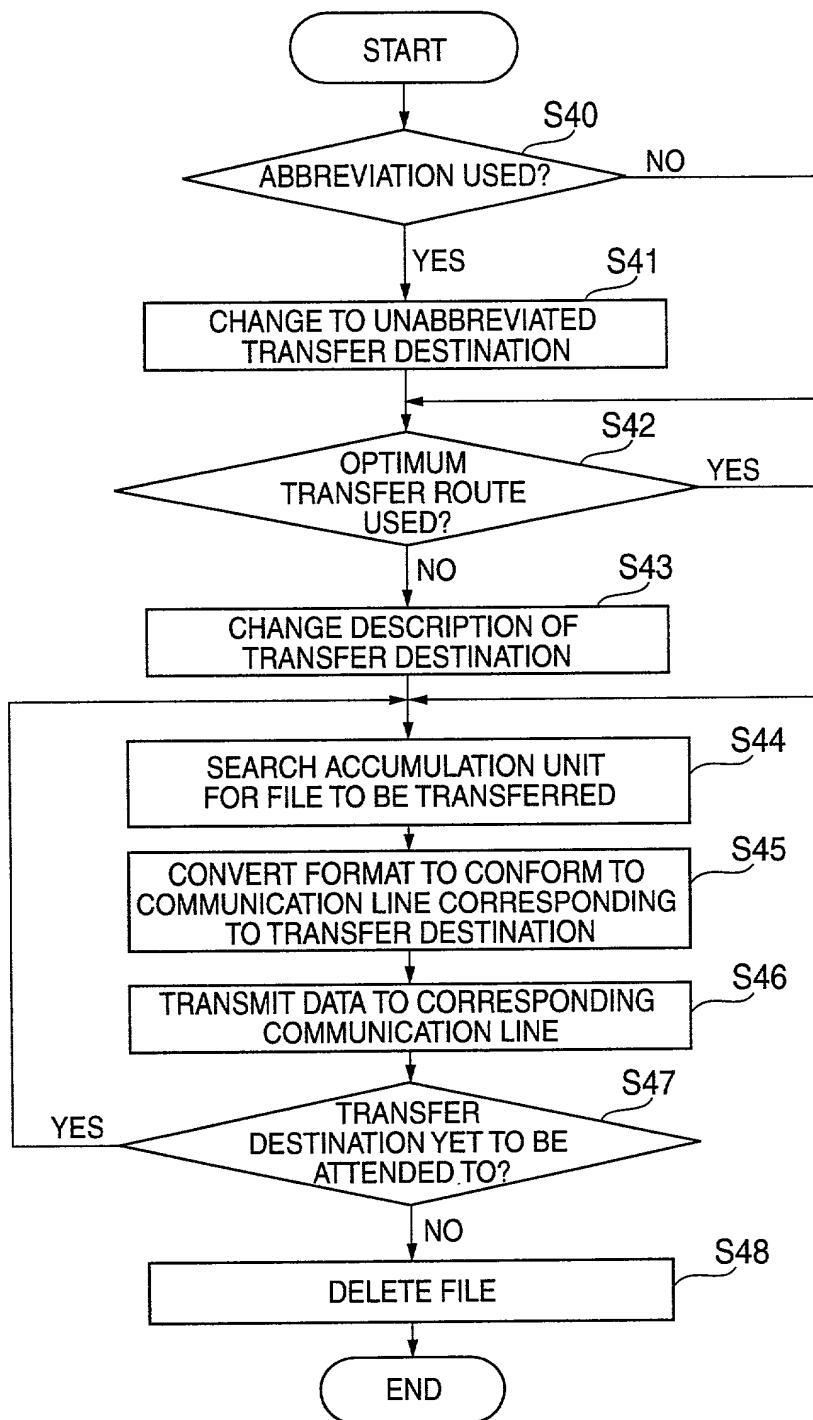 START
S40
ABBREVIATION USED?
NO
YES
S41
CHANGE TO UNABBREVIATED
TRANSFER DESTINATION
S42
OPTIMUM
TRANSFER ROUTE
USED?
YES
NO
S43
CHANGE DESCRIPTION OF
TRANSFER DESTINATION
S44
SEARCH ACCUMULATION UNIT
FOR FILE TO BE TRANSFERRED
S45
CONVERT FORMAT TO CONFORM TO
COMMUNICATION LINE CORRESPONDING
TO TRANSFER DESTINATION
S46
TRANSMIT DATA TO CORRESPONDING
COMMUNICATION LINE
S47
TRANSFER
DESTINATION YET TO BE
ATTENDED TO?
YES
NO
S48
DELETE FILE
END